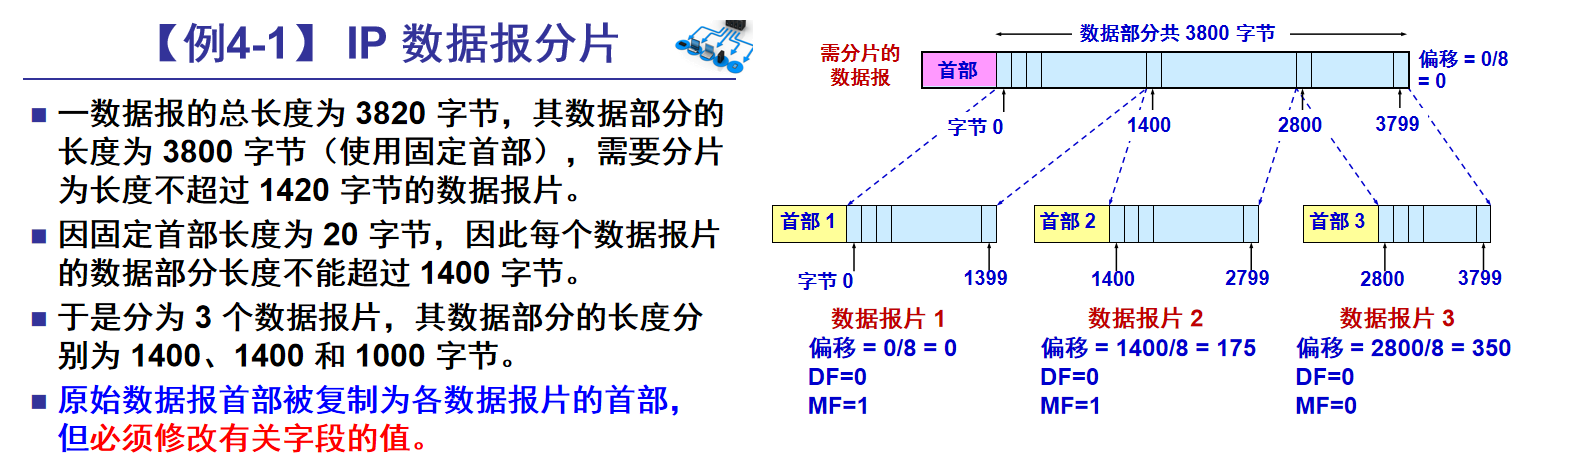 【例4-1】 IP 数据报分片
一数据报的总长度为 3820 字节，其数据部分的
长度为 3800 字节（使用固定首部），需要分片
为长度不超过 1420 字节的数据报片。
因固定首部长度为 20 字节，因此每个数据报片
的数据部分长度不能超过 1400 字节。
于是分为 3 个数据报片，其数据部分的长度分
别为 1400、1400 和 1000 字节。
原始数据报首部被复制为各数据报片的首部，
但必须修改有关字段的值。
数据部分共 3800 字节
需分片的
数据报
首部
偏移 = 0/8
= 0
字节 0
1400
2800
3799
首部 1
首部 2
首部 3
字节 0
1399
1400
2799
2800
3799
数据报片 1
偏移 = 0/8 = 0
DF=0
MF=1
数据报片 2
偏移 = 1400/8 = 175
DF=0
MF=1
数据报片 3
偏移 = 2800/8 = 350
DF=0
MF=0